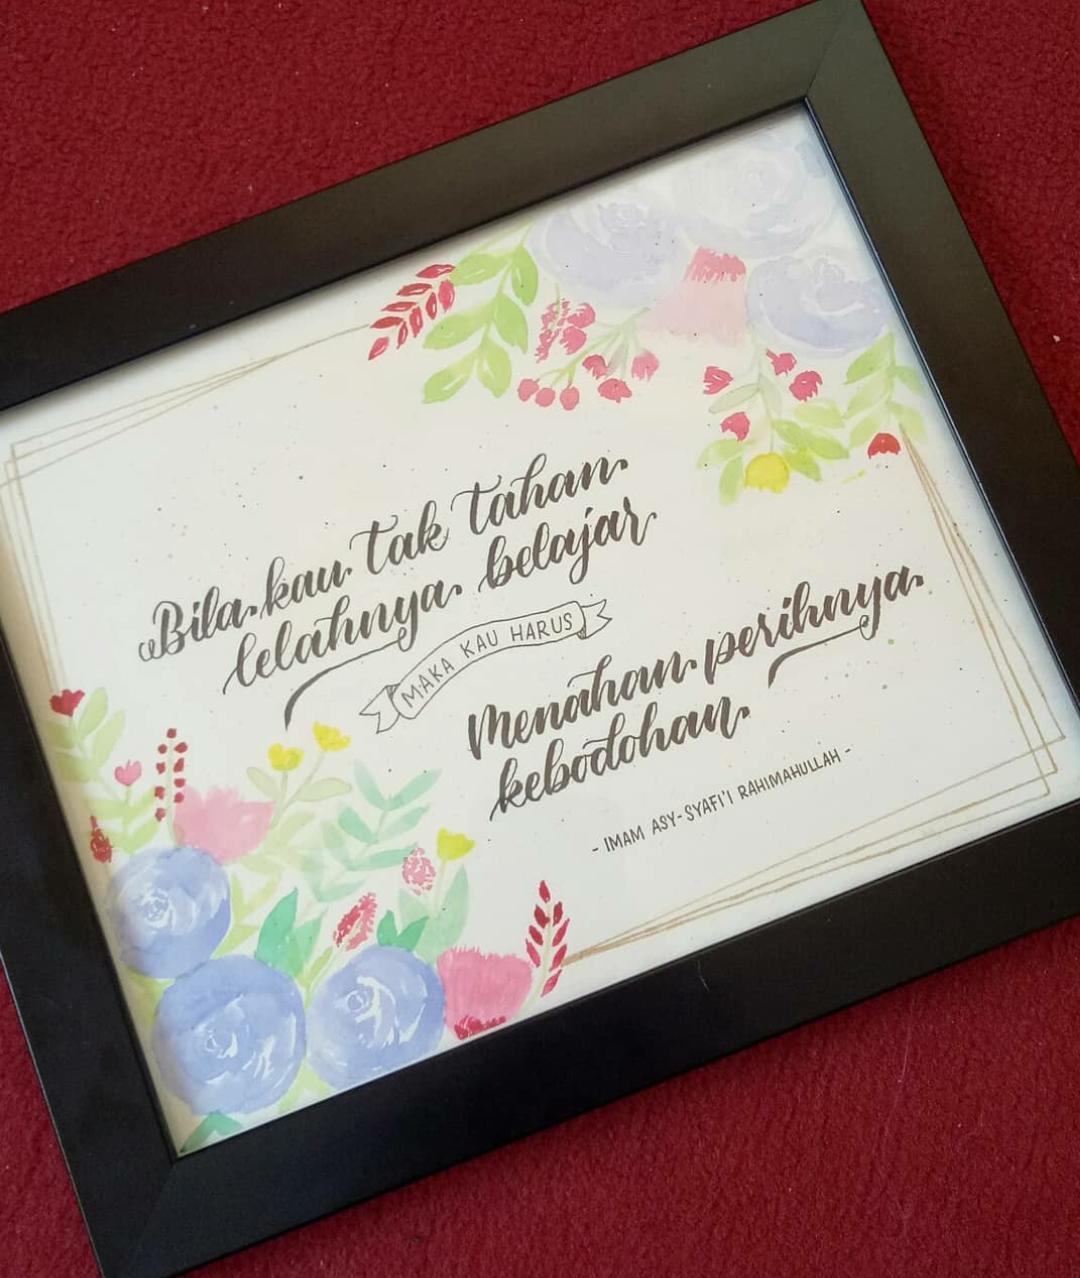 Bila kau tak tahan
lelahnya belajar
MAKA KAU HARUS
Menahan perihnya
kebodohan.
- IMAM ASY-SYAFI'I RAHIMAHULLAH -